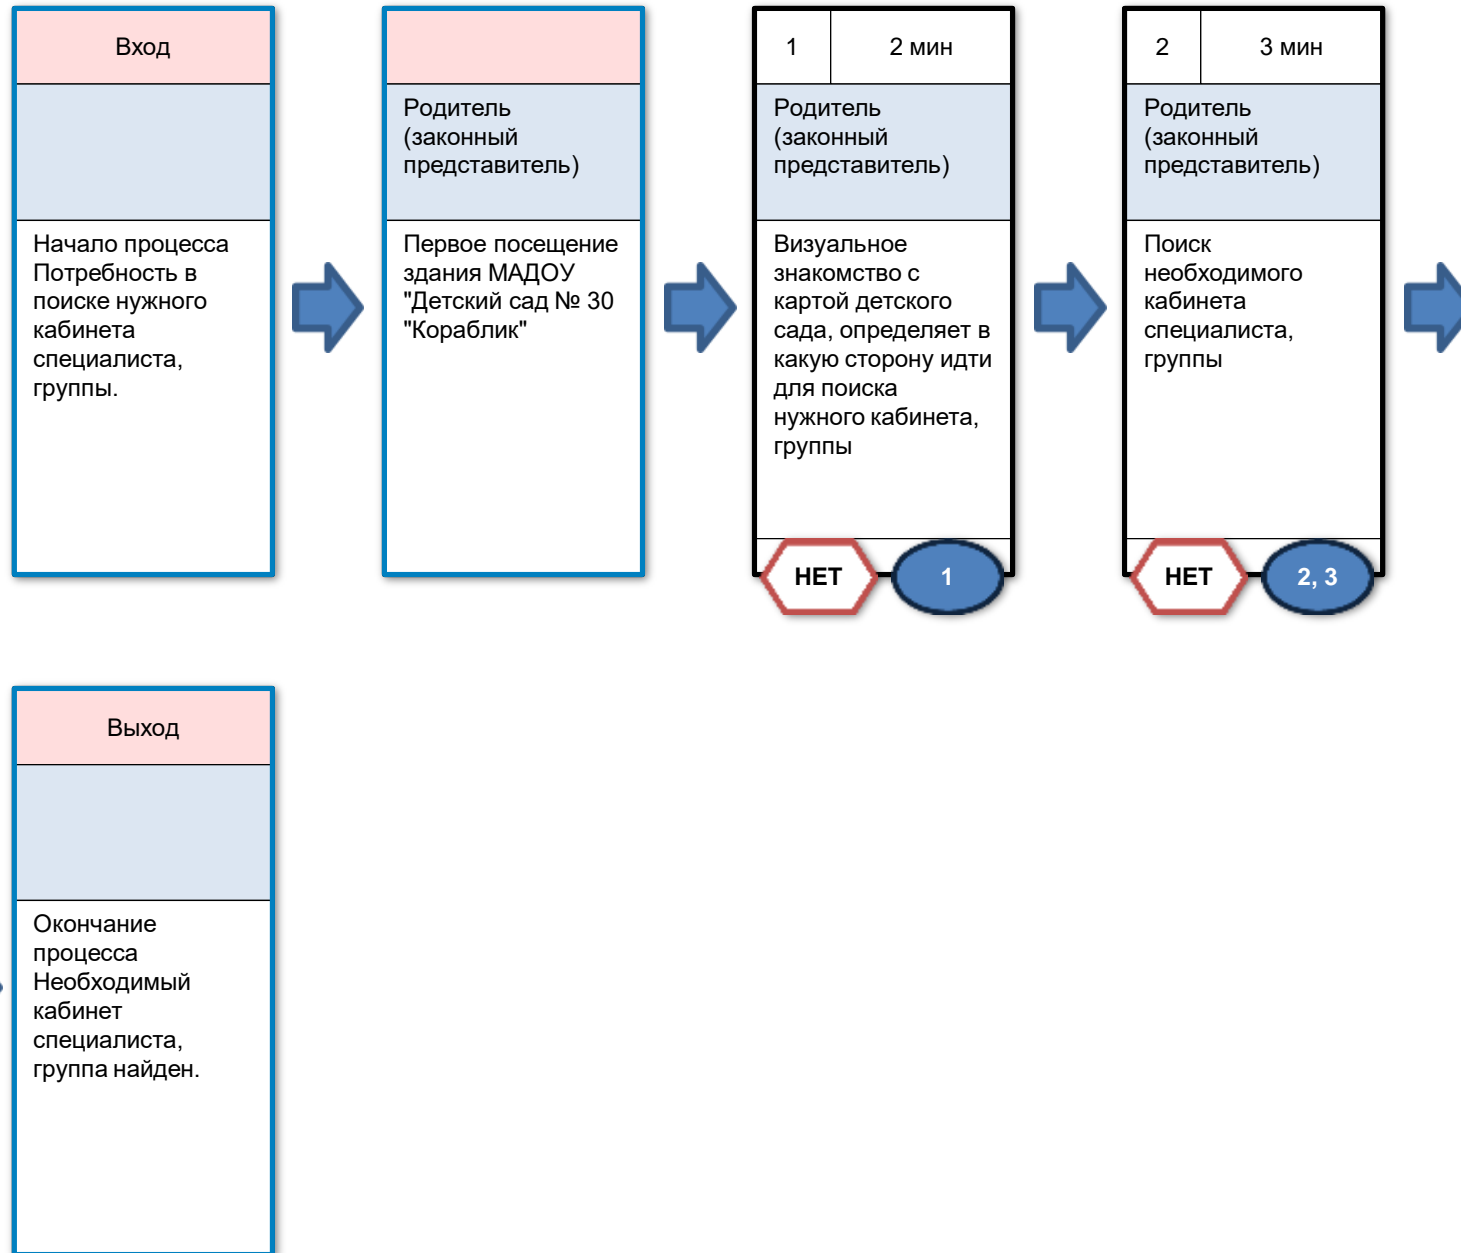 Вход
Начало процесса
Потребность в
поиске нужного
кабинета
специалиста,
группы.
Родитель
(законный
представитель)
Первое посещение
здания МАДОУ
"Детский сад № 30
"Кораблик"
1
2 мин
Родитель
(законный
представитель)
Визуальное
знакомство с
картой детского
сада, определяет в
какую сторону идти
для поиска
нужного кабинета,
группы
НЕТ
1
2
3 мин
Родитель
(законный
представитель)
Поиск
необходимого
кабинета
специалиста,
группы
НЕТ
2, 3
Выход
Окончание
процесса
Необходимый
кабинет
специалиста,
группа найден.